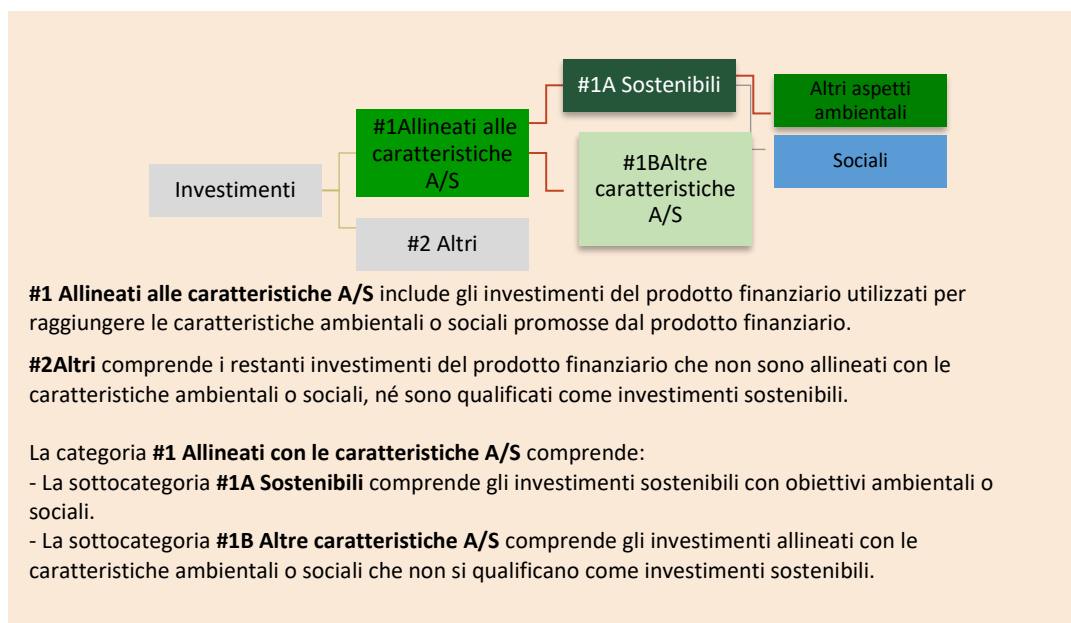 Investimenti
#1Allineati alle
caratteristiche
A/S
#2 Altri
#1A Sostenibili
#1BAltre
caratteristiche
A/S
Altri aspetti
ambientali
Sociali
#1 Allineati alle caratteristiche A/S include gli investimenti del prodotto finanziario utilizzati per
raggiungere le caratteristiche ambientali o sociali promosse dal prodotto finanziario.
#2Altri comprende i restanti investimenti del prodotto finanziario che non sono allineati con le
caratteristiche ambientali o sociali, né sono qualificati come investimenti sostenibili.
La categoria #1 Allineati con le caratteristiche A/S comprende:
- La sottocategoria #1A Sostenibili comprende gli investimenti sostenibili con obiettivi ambientali o
sociali.
- La sottocategoria #1B Altre caratteristiche A/S comprende gli investimenti allineati con le
caratteristiche ambientali o sociali che non si qualificano come investimenti sostenibili.